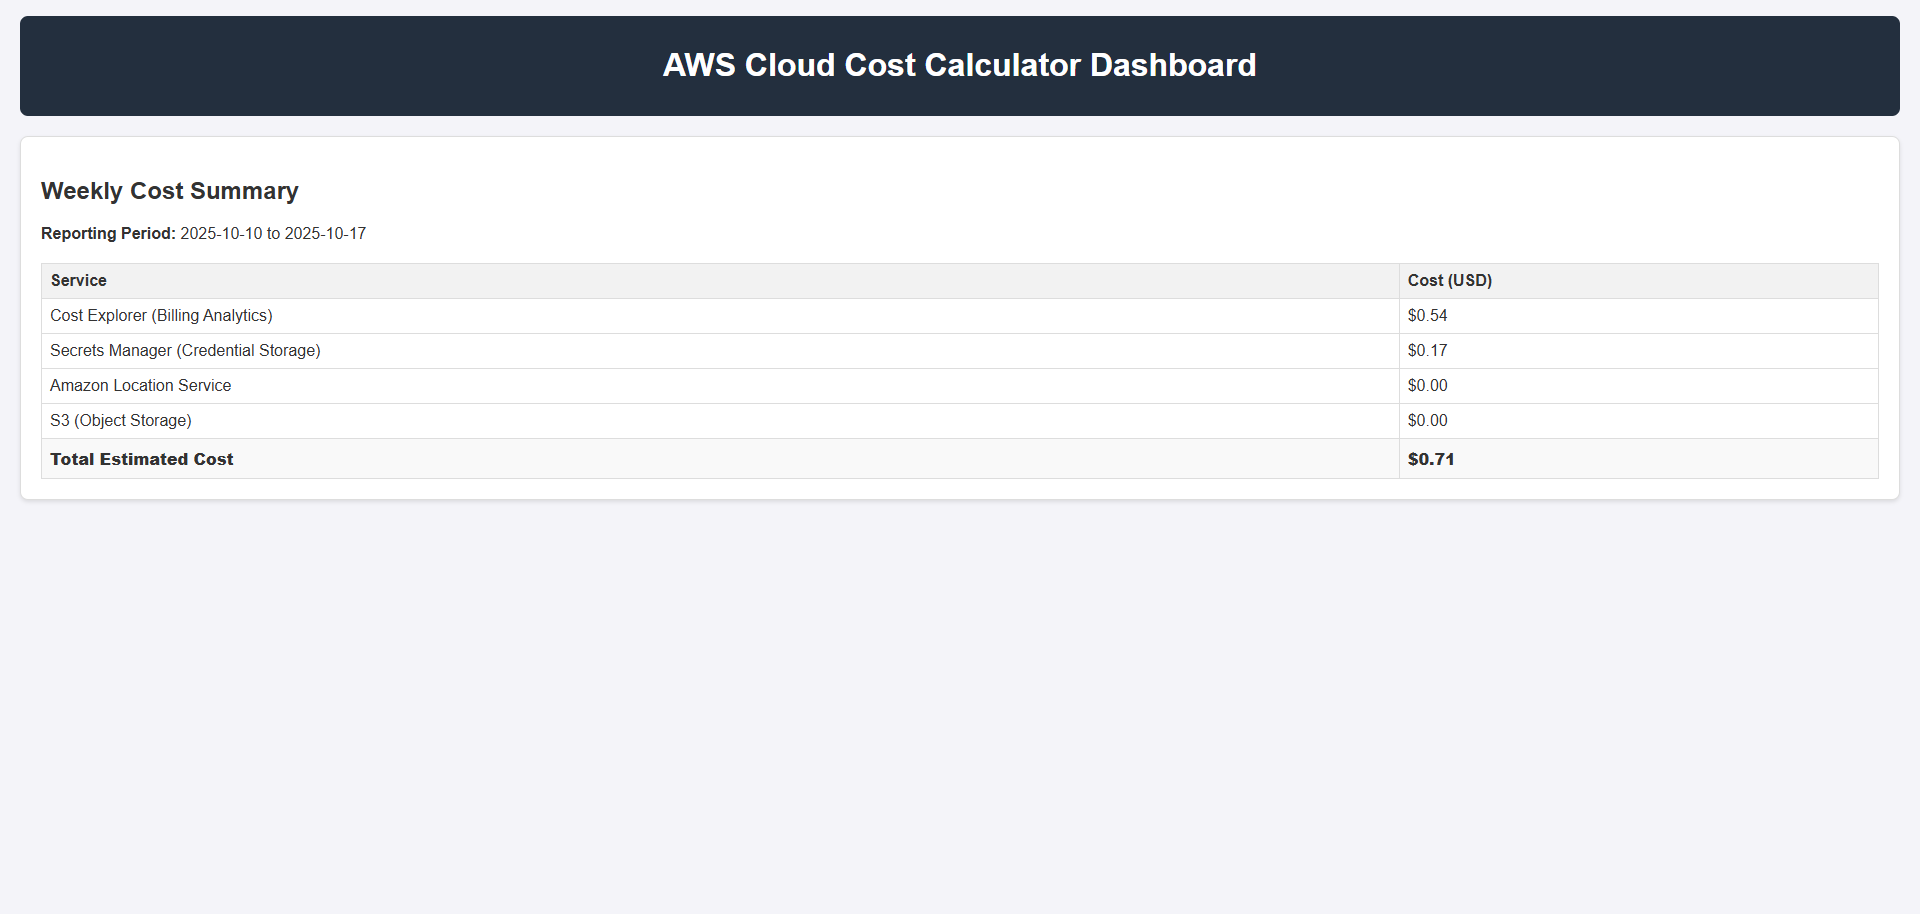 AWS Cloud Cost Calculator Dashboard
Weekly Cost Summary
Reporting Period: 2025-10-10 to 2025-10-17
Service Cost (USD)
Cost Explorer (Billing Analytics) $0.54
Secrets Manager (Credential Storage) $0.17
Amazon Location Service $0.00
S3 (Object Storage) $0.00
Total Estimated Cost $0.71